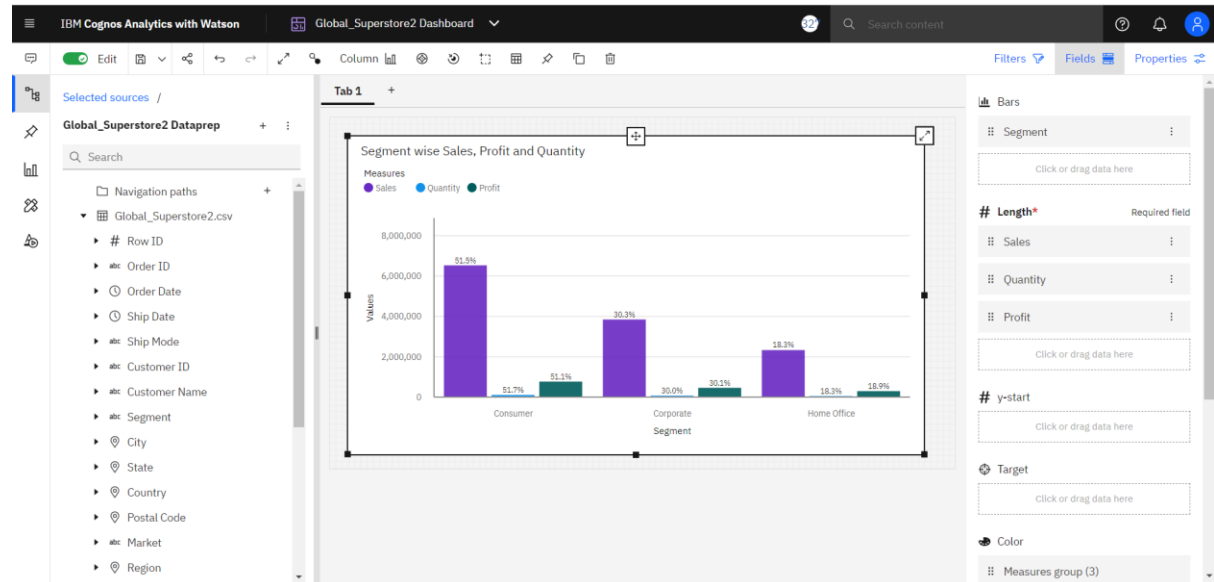 IBM Cognos Analytics with Watson
Global_Superstore2 Dashboard
Search content
Edit
Column
Filters
Fields
Properties
Selected sources /
Global_Superstore2 Dataprep
Search
Navigation paths
Global_Superstore2.csv
# Row ID
abc Order ID
Order Date
Ship Date
abc Ship Mode
abc Customer ID
abc Customer Name
abc Segment
City
State
Country
Postal Code
abc Market
Region
Tab 1 +
Segment wise Sales, Profit and Quantity
Measures
Sales Quantity Profit
Values
8,000,000
6,000,000
4,000,000
2,000,000
0
51.5%
51.7%
51.1%
30.3%
30.0%
30.1%
18.3%
18.3%
18.9%
Consumer Corporate Home Office
Segment
Bars
Segment
Click or drag data here
# Length* Required field
Sales
Quantity
Profit
Click or drag data here
# y-start
Click or drag data here
Target
Click or drag data here
Color
Measures group (3)